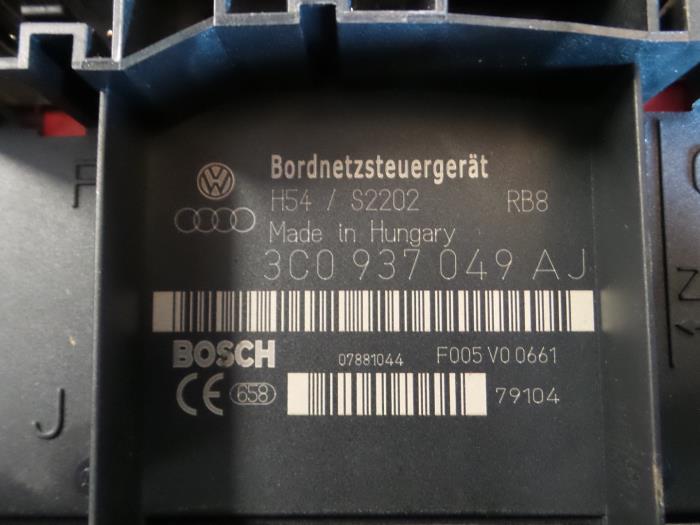 Bordnetzsteuergerät
H54 / S2202 RB8
Made in Hungary
3C0 937 049 AJ
BOSCH 07881044 F005 V0 0661
CE 658 79104
F
J
N